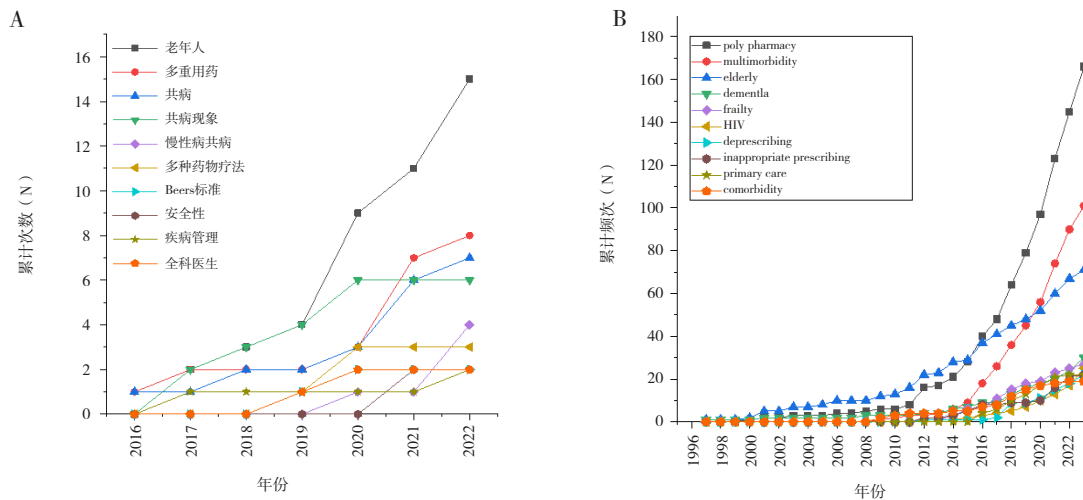 A
16
14
12
10
8
6
4
2
0
累计次数（N）
老年人
多重用药
共病
共病现象
慢性病共病
多种药物疗法
Beers标准
安全性
疾病管理
全科医生
2016
2017
2018
2019
2020
2021
2022
年份
B
180
160
140
120
100
80
60
40
20
0
累计频次（N）
poly pharmacy
multimorbidity
elderly
dementla
frailty
HIV
deprescribing
inappropriate prescribing
primary care
comorbidity
1996
1998
2000
2002
2004
2006
2008
2010
2012
2014
2016
2018
2020
2022
年份